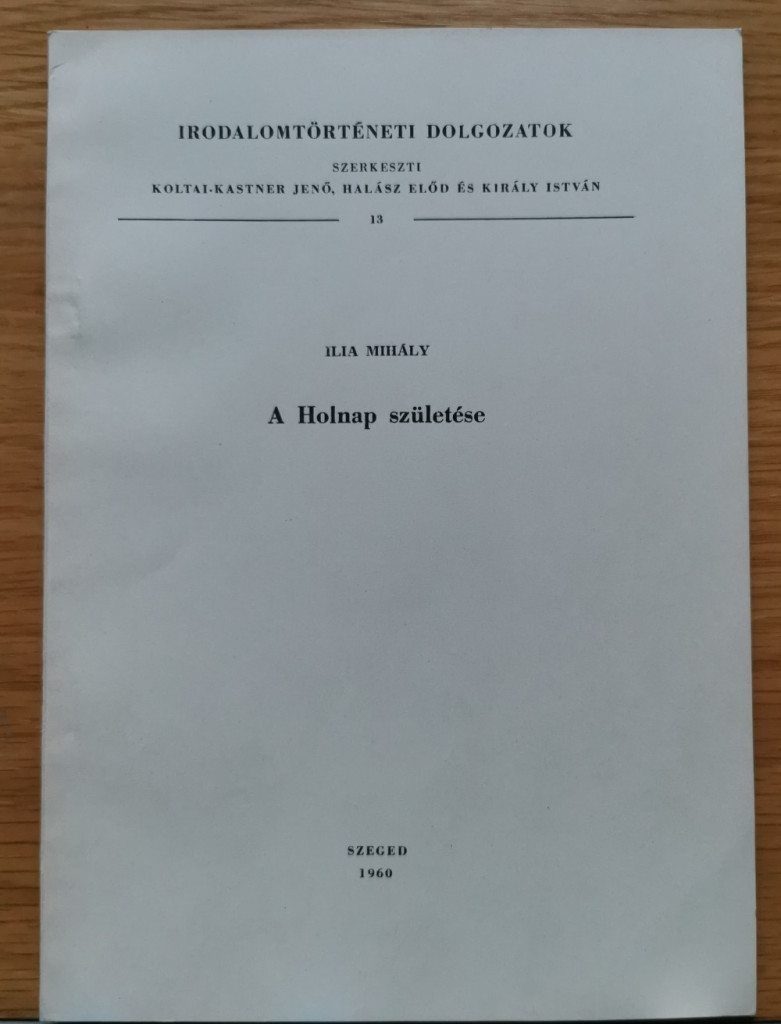 IRODALOMTÖRTÉNETI DOLGOZATOK
SZERKESZTI
KOLTAI-KASTNER JENŐ, HALÁSZ ELŐD ÉS KIRÁLY ISTVÁN
13
ILIA MIHÁLY
A Holnap születése
SZEGED
1960